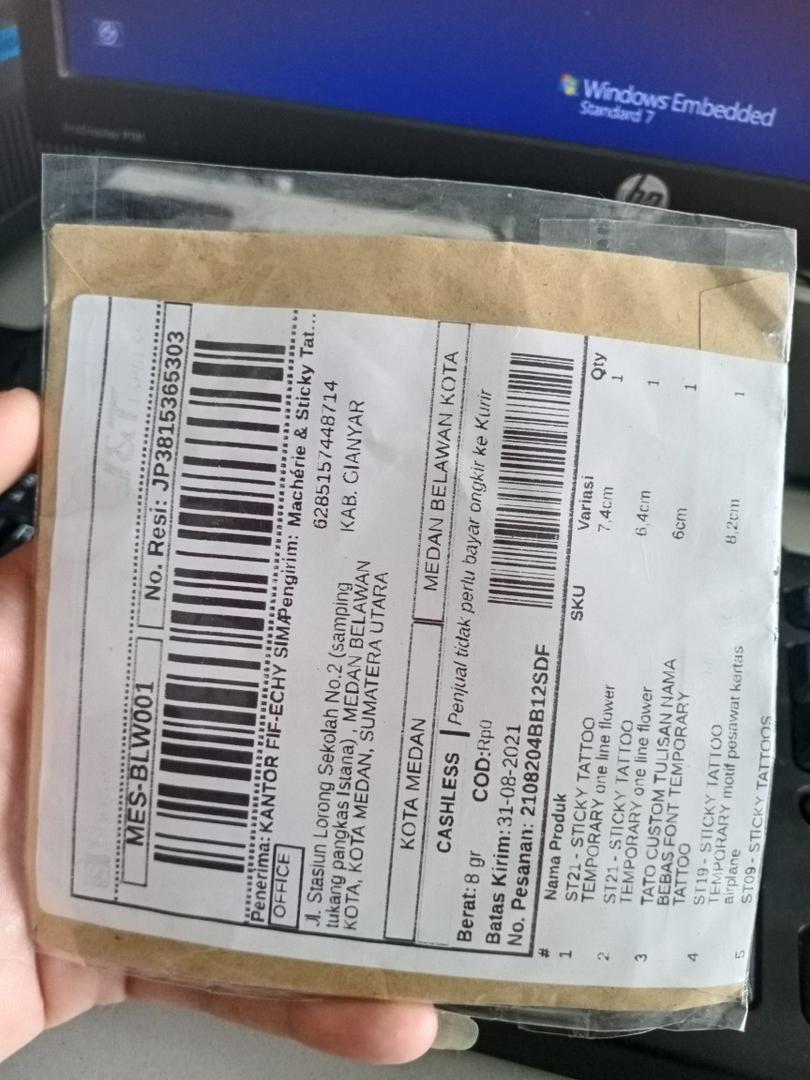 Windows Embedded
Standard 7
hp
J&T
MES-BLW001
No. Resi: JP3815365303
Penerima: KANTOR FIF-ECHY SIM
Pengirim: Machérie & Sticky Tat...
OFFICE
6285157448714
KAB. GIANYAR
Jl. Stasiun Lorong Sekolah No.2 (samping
tukang pangkas Istana), MEDAN BELAWAN
KOTA, KOTA MEDAN, SUMATERA UTARA
KOTA MEDAN
MEDAN BELAWAN KOTA
CASHLESS
Penjual tidak perlu bayar ongkir ke Kurir
Berat: 8 gr
COD:Rp0
Batas Kirim: 31-08-2021
No. Pesanan: 2108204BB12SDF
# Nama Produk SKU Variasi Qty
1 ST21 - STICKY TATTOO 7,4cm 1
TEMPORARY one line flower
2 ST21 - STICKY TATTOO 6,4cm 1
TEMPORARY one line flower
3 TATO CUSTOM TULISAN NAMA 6cm 1
BEBAS FONT TEMPORARY
TATTOO
4 ST19 - STICKY TATTOO 8,2cm 1
TEMPORARY motif pesawat kertas
airplane
5 ST09 - STICKY TATTOOS